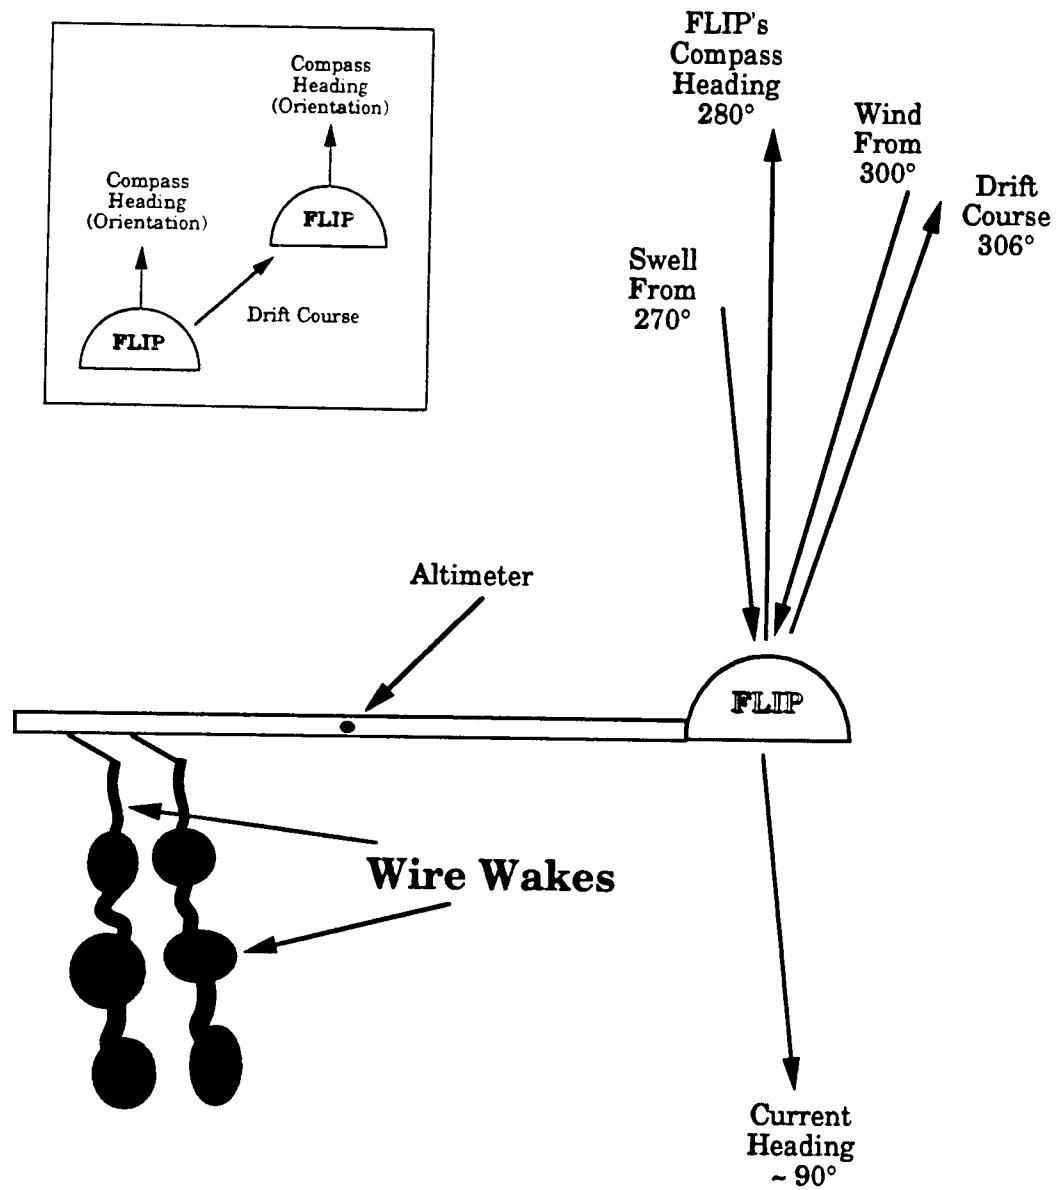 Compass
Heading
(Orientation)
FLIP
Compass
Heading
(Orientation)
FLIP
Drift Course
FLIP's
Compass
Heading
280°
Wind
From
300°
Drift
Course
306°
Swell
From
270°
Altimeter
FLIP
Wire Wakes
Current
Heading
~ 90°